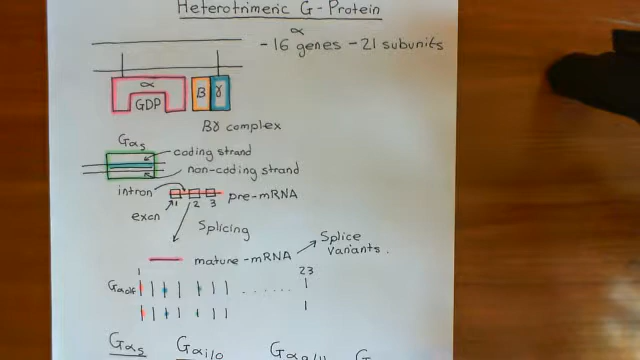 Heterotrimeric G-Protein
α
-16 genes -21 subunits
α
GDP
β
γ
βγ complex
Gαs
coding strand
non-coding strand
intron
1 2 3
pre-mRNA
exon
Splicing
mature-mRNA
Splice
Variants.
1
23
Gαolf
Gαs
Gαi/o